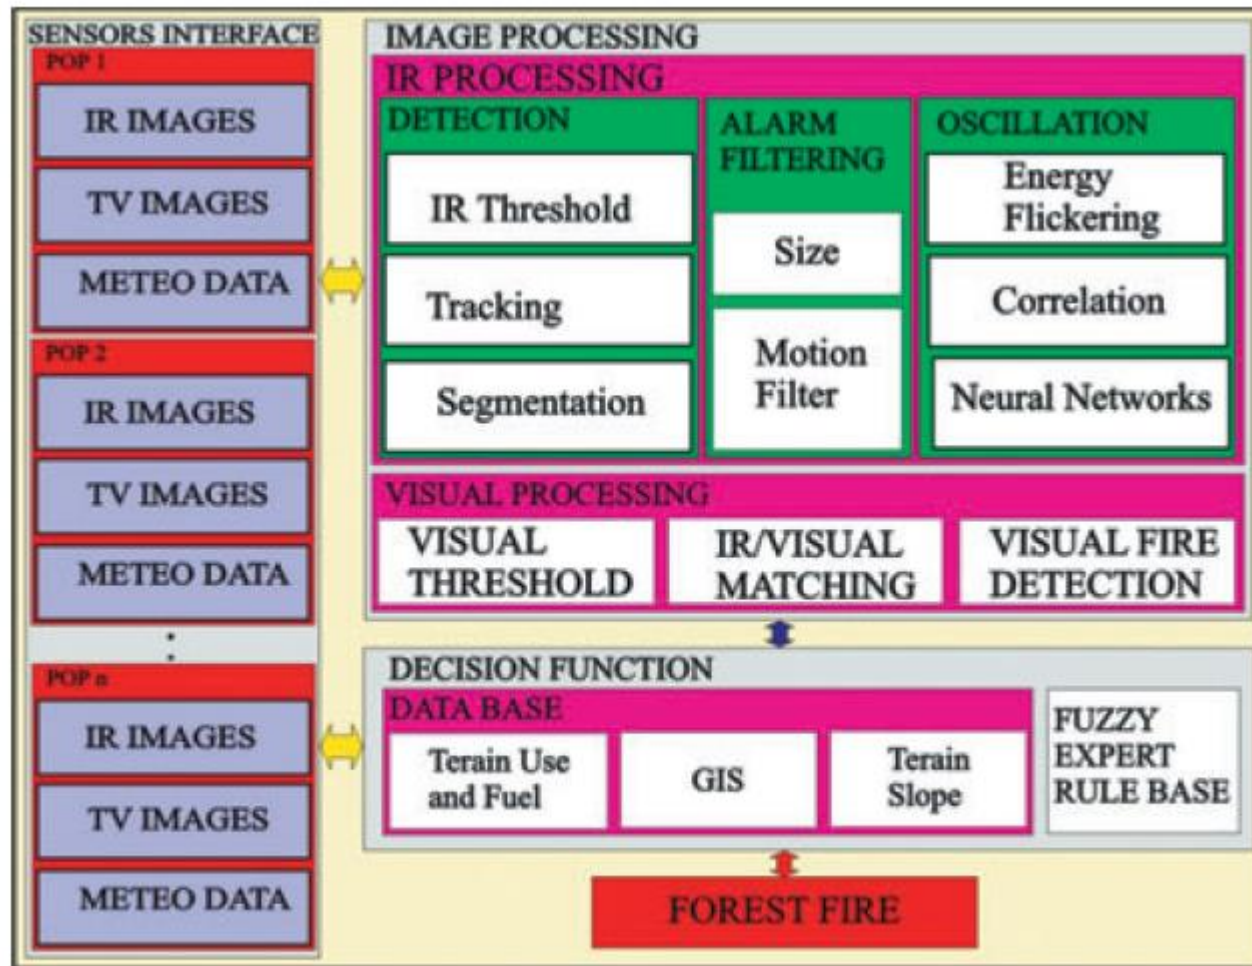 SENSORS INTERFACE
POP 1
IR IMAGES
TV IMAGES
METEO DATA
POP 2
IR IMAGES
TV IMAGES
METEO DATA
:
POP n
IR IMAGES
TV IMAGES
METEO DATA
IMAGE PROCESSING
IR PROCESSING
DETECTION
IR Threshold
Tracking
Segmentation
ALARM
FILTERING
Size
Motion
Filter
OSCILLATION
Energy
Flickering
Correlation
Neural Networks
VISUAL PROCESSING
VISUAL
THRESHOLD
IR/VISUAL
MATCHING
VISUAL FIRE
DETECTION
DECISION FUNCTION
DATA BASE
Terain Use
and Fuel
GIS
Terain
Slope
FUZZY
EXPERT
RULE BASE
FOREST FIRE